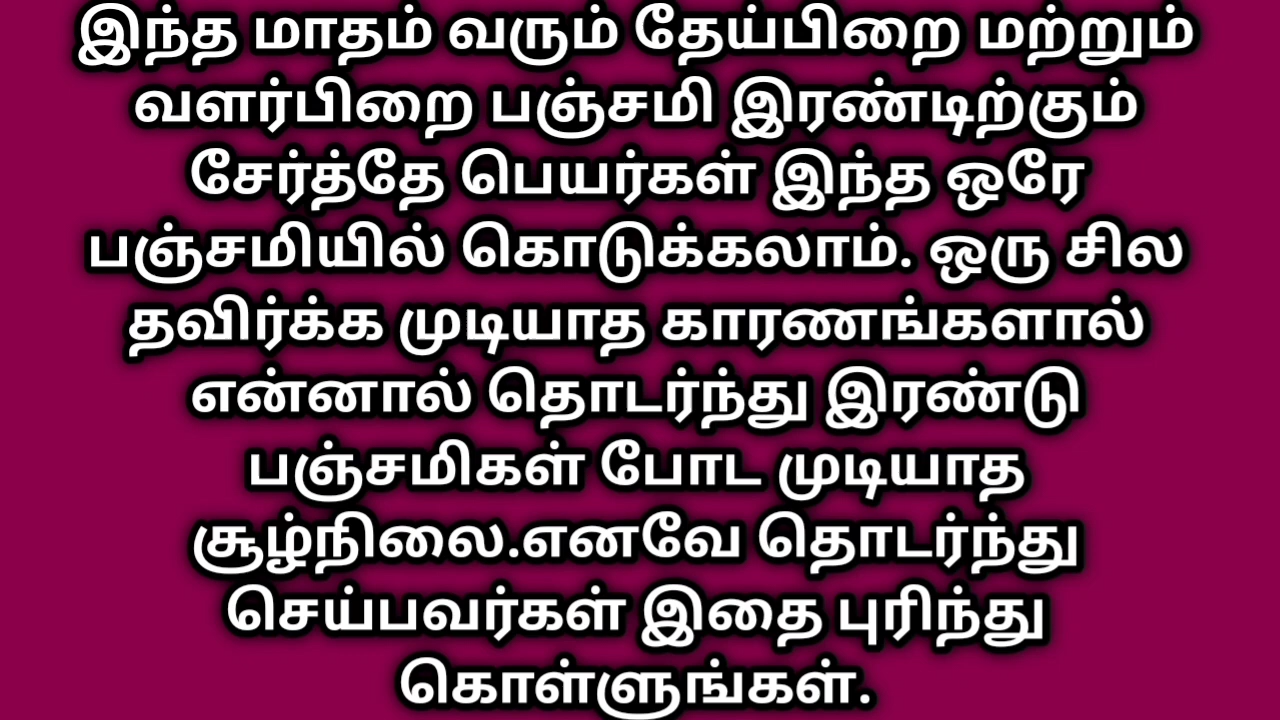 இந்த மாதம் வரும் தேய்பிறை மற்றும்
வளர்பிறை பஞ்சமி இரண்டிற்கும்
சேர்த்தே பெயர்கள் இந்த ஒரே
பஞ்சமியில் கொடுக்கலாம். ஒரு சில
தவிர்க்க முடியாத காரணங்களால்
என்னால் தொடர்ந்து இரண்டு
பஞ்சமிகள் போட முடியாத
சூழ்நிலை.எனவே தொடர்ந்து
செய்பவர்கள் இதை புரிந்து
கொள்ளுங்கள்.